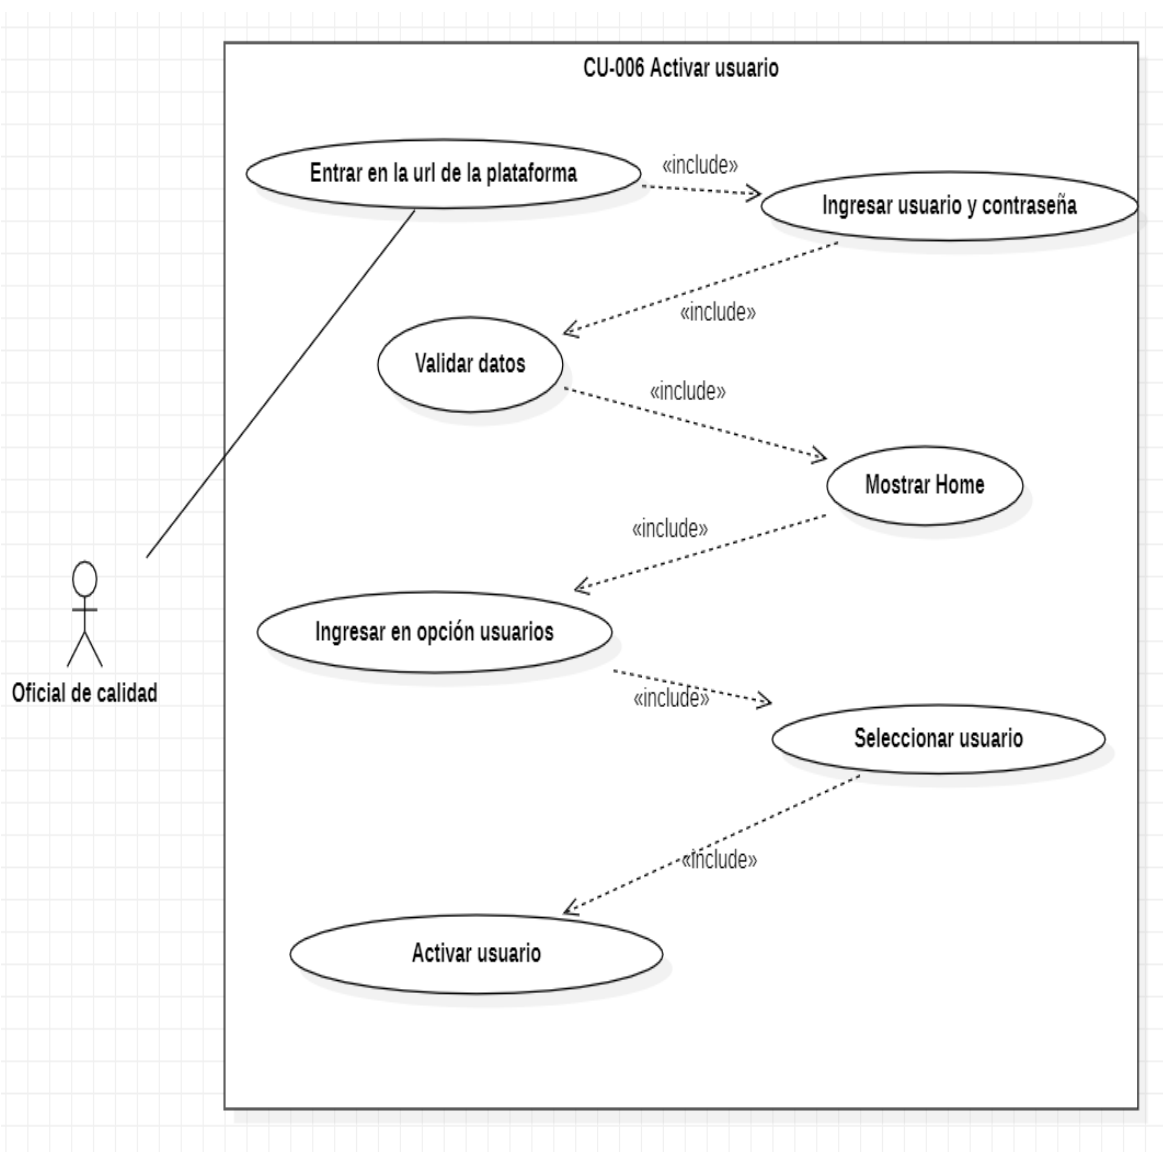 CU-006 Activar usuario
Entrar en la url de la plataforma
«include»
Ingresar usuario y contraseña
«include»
Validar datos
«include»
Mostrar Home
«include»
Ingresar en opción usuarios
«include»
Oficial de calidad
Seleccionar usuario
«include»
Activar usuario